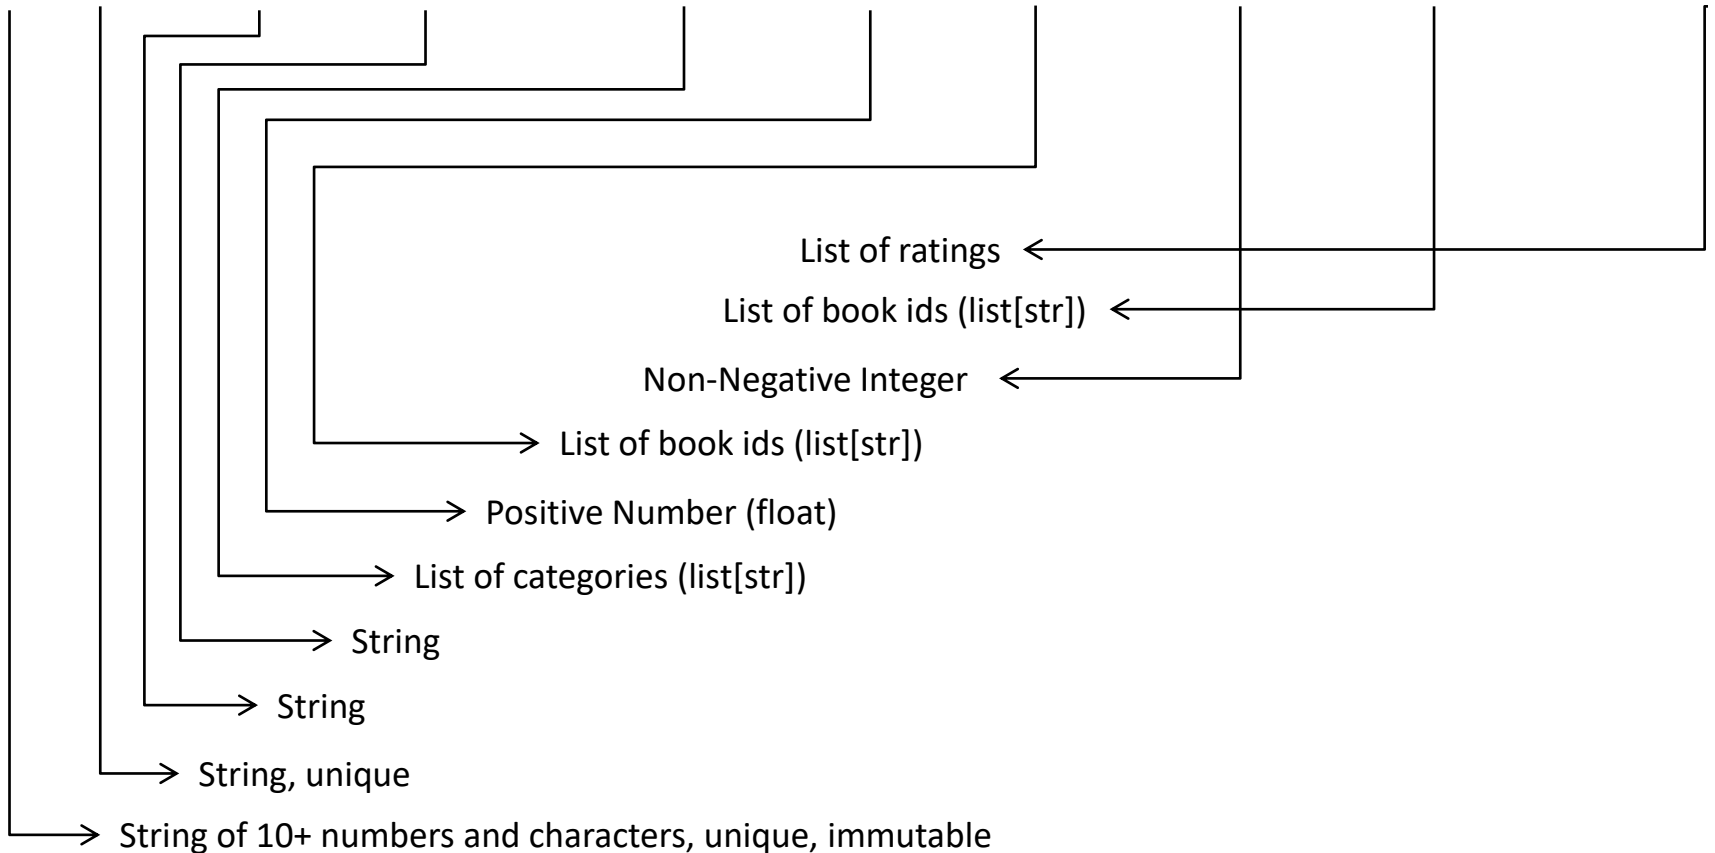 List of ratings
List of book ids (list[str])
Non-Negative Integer
List of book ids (list[str])
Positive Number (float)
List of categories (list[str])
String
String
String, unique
String of 10+ numbers and characters, unique, immutable